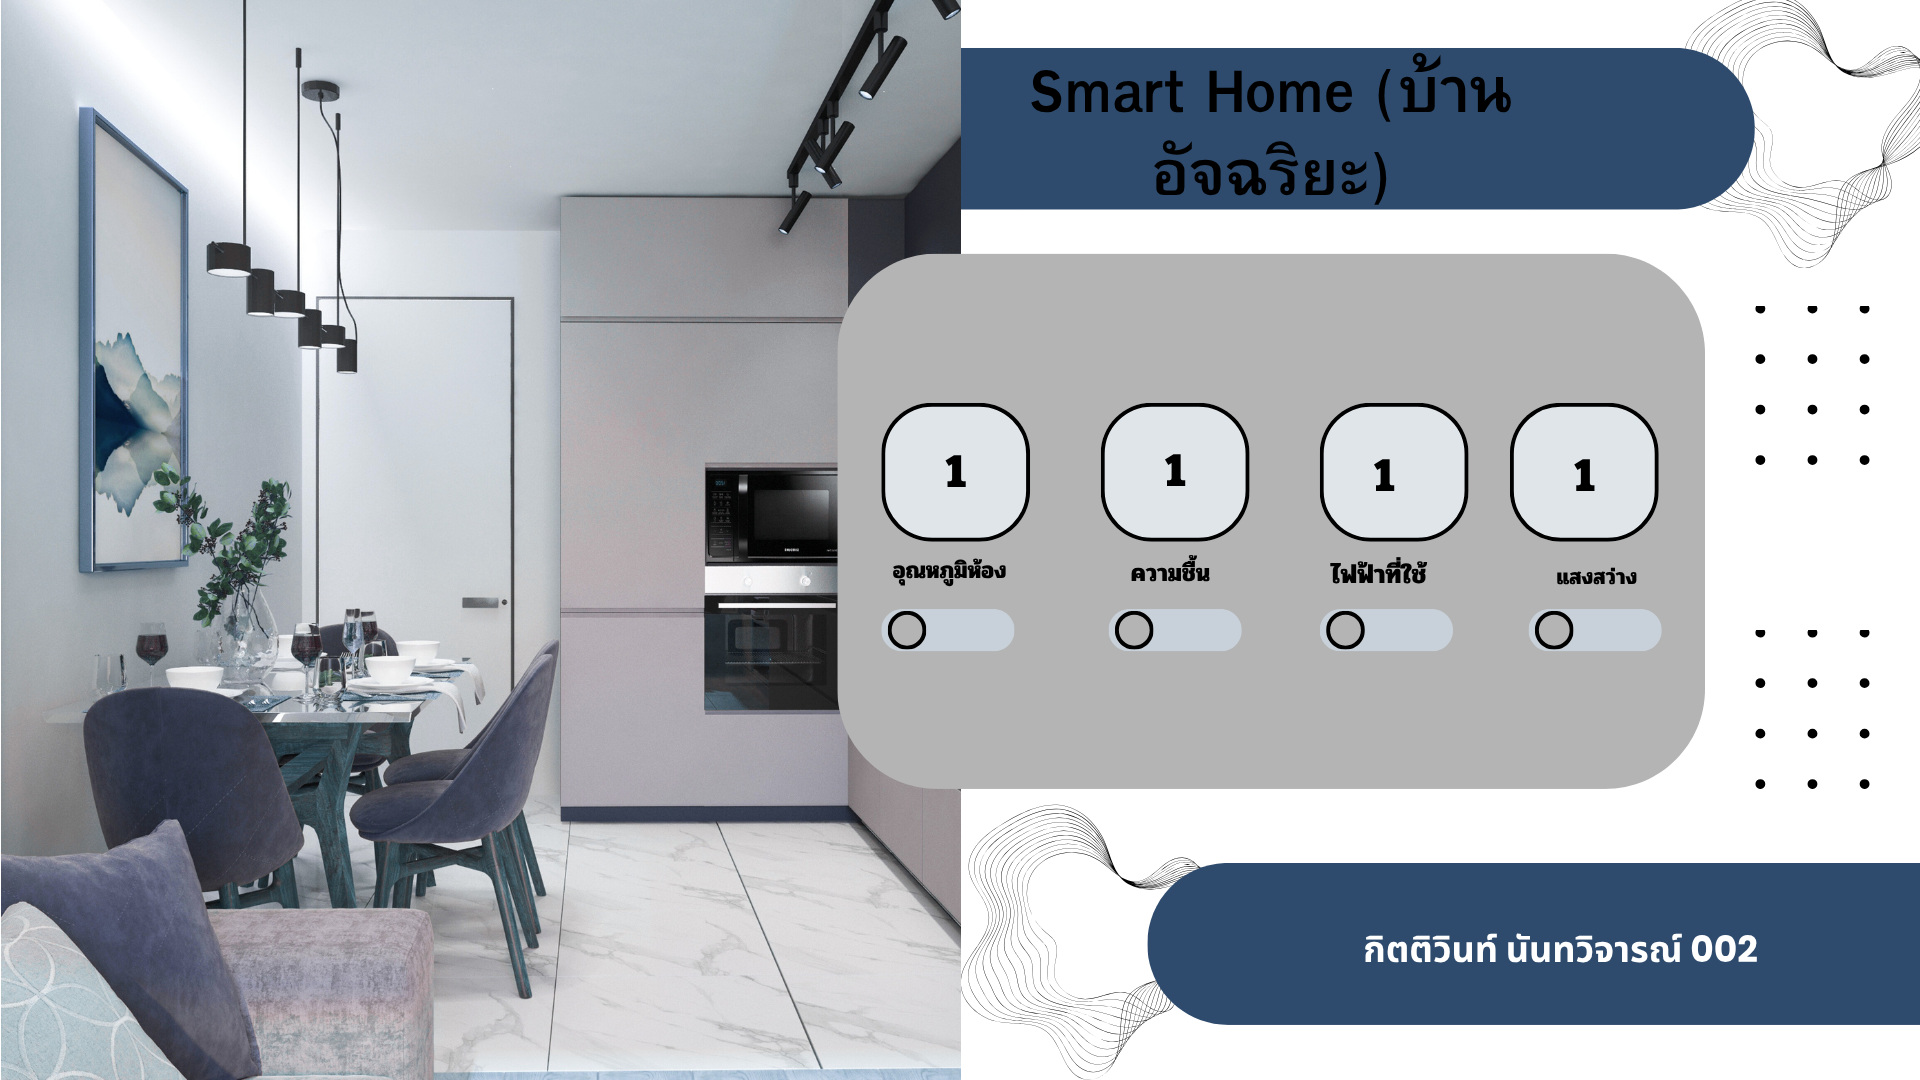 Smart Home (บ้าน
อัจฉริยะ)
1 1 1 1
อุณหภูมิห้อง ความชื้น ไฟฟ้าที่ใช้ แสงสว่าง
กิตติวินท์ นันทวิจารณ์ 002